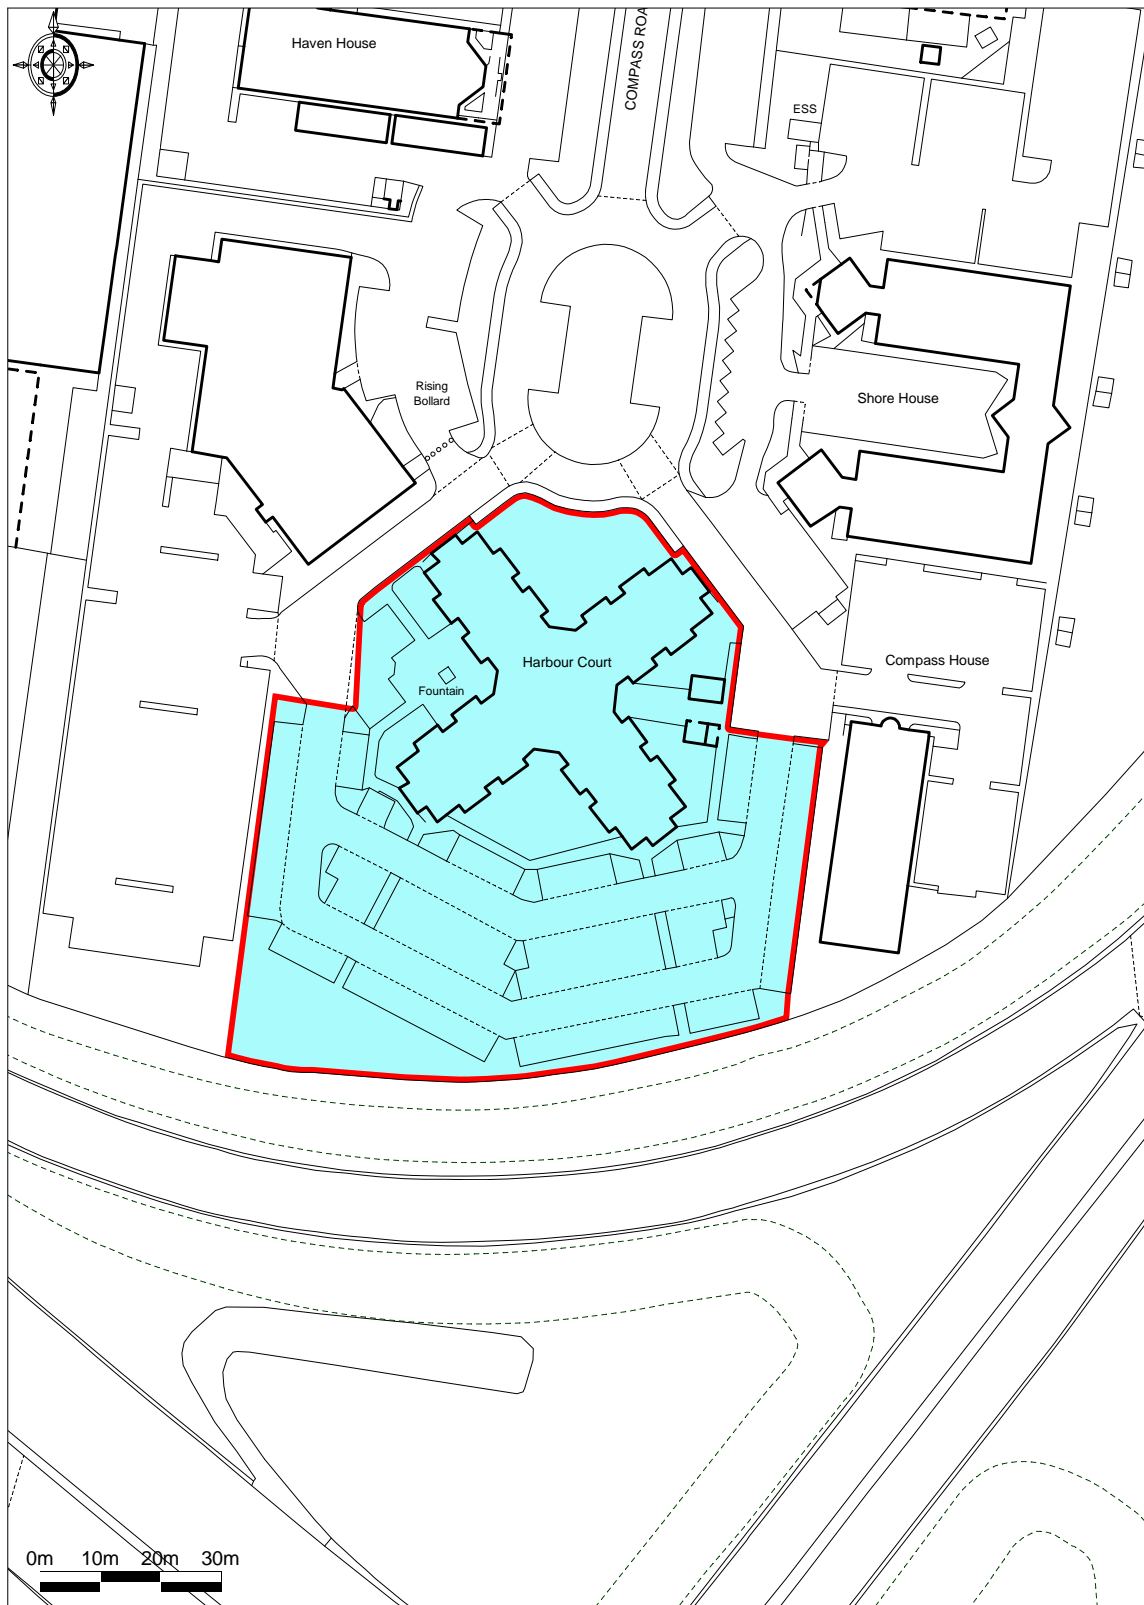 Haven House
COMPASS ROA
ESS
Rising
Bollard
Shore House
Harbour Court
Compass House
Fountain
0m 10m 20m 30m